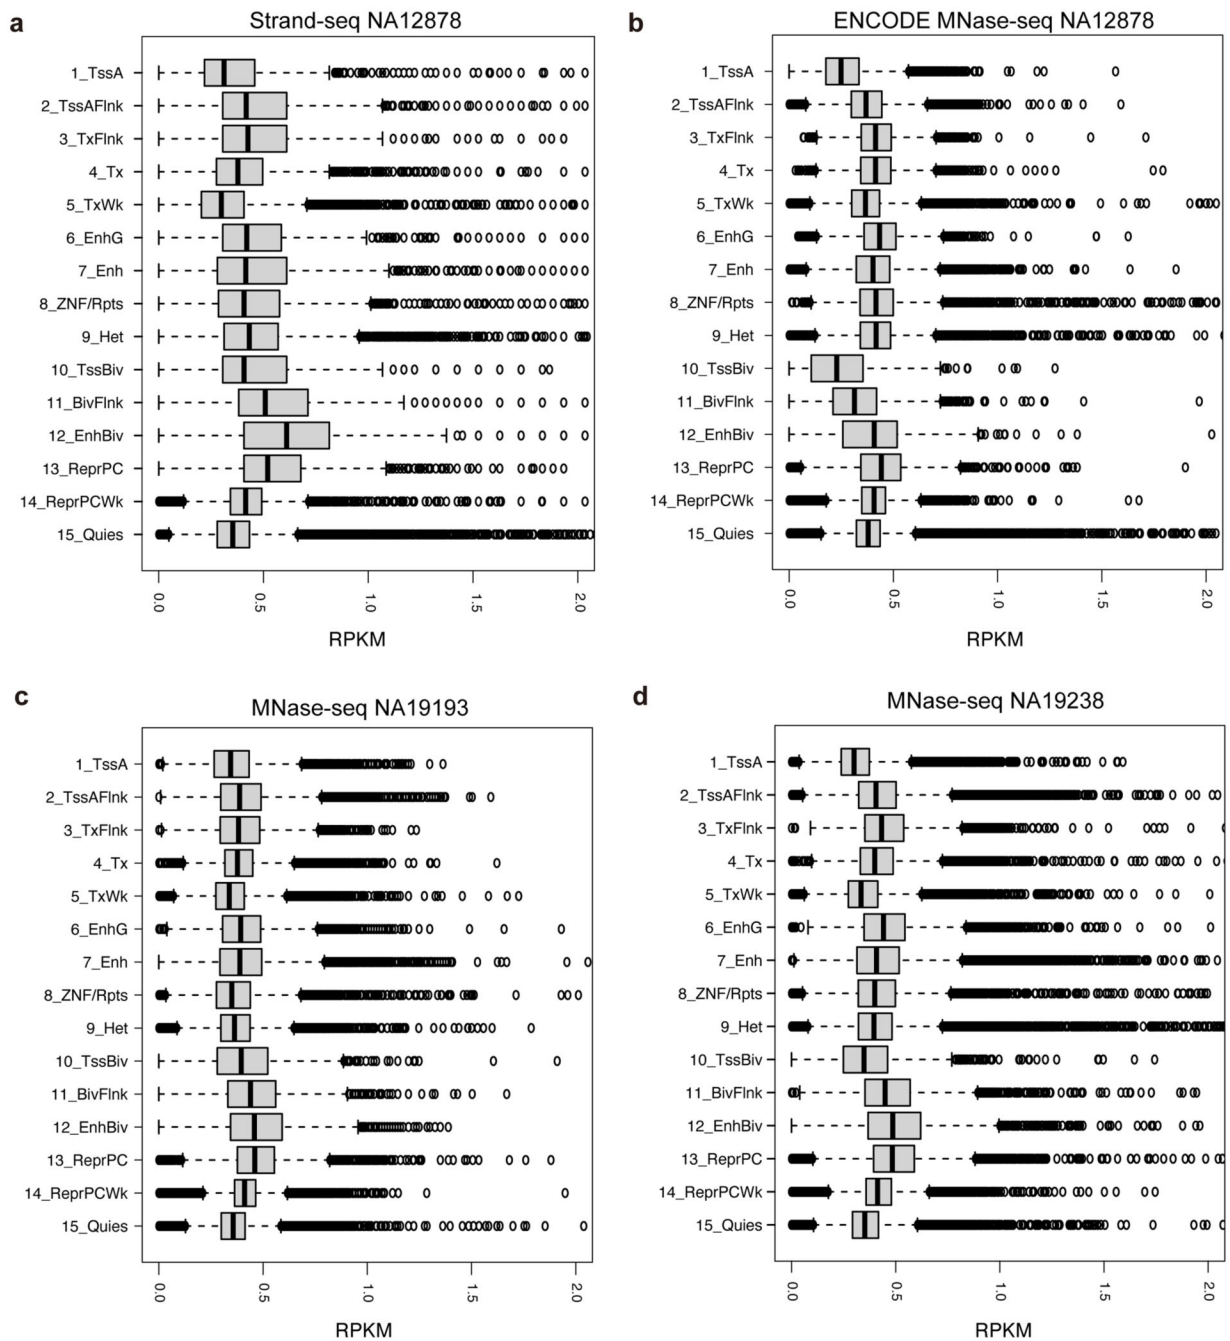 a
Strand-seq NA12878
1_TssA
2_TssAFlnk
3_TxFlnk
4_Tx
5_TxWk
6_EnhG
7_Enh
8_ZNF/Rpts
9_Het
10_TssBiv
11_BivFlnk
12_EnhBiv
13_ReprPC
14_ReprPCWk
15_Quies
0.0 0.5 1.0 1.5 2.0
RPKM
b
ENCODE MNase-seq NA12878
1_TssA
2_TssAFlnk
3_TxFlnk
4_Tx
5_TxWk
6_EnhG
7_Enh
8_ZNF/Rpts
9_Het
10_TssBiv
11_BivFlnk
12_EnhBiv
13_ReprPC
14_ReprPCWk
15_Quies
0.0 0.5 1.0 1.5 2.0
RPKM
c
MNase-seq NA19193
1_TssA
2_TssAFlnk
3_TxFlnk
4_Tx
5_TxWk
6_EnhG
7_Enh
8_ZNF/Rpts
9_Het
10_TssBiv
11_BivFlnk
12_EnhBiv
13_ReprPC
14_ReprPCWk
15_Quies
0.0 0.5 1.0 1.5 2.0
RPKM
d
MNase-seq NA19238
1_TssA
2_TssAFlnk
3_TxFlnk
4_Tx
5_TxWk
6_EnhG
7_Enh
8_ZNF/Rpts
9_Het
10_TssBiv
11_BivFlnk
12_EnhBiv
13_ReprPC
14_ReprPCWk
15_Quies
0.0 0.5 1.0 1.5 2.0
RPKM